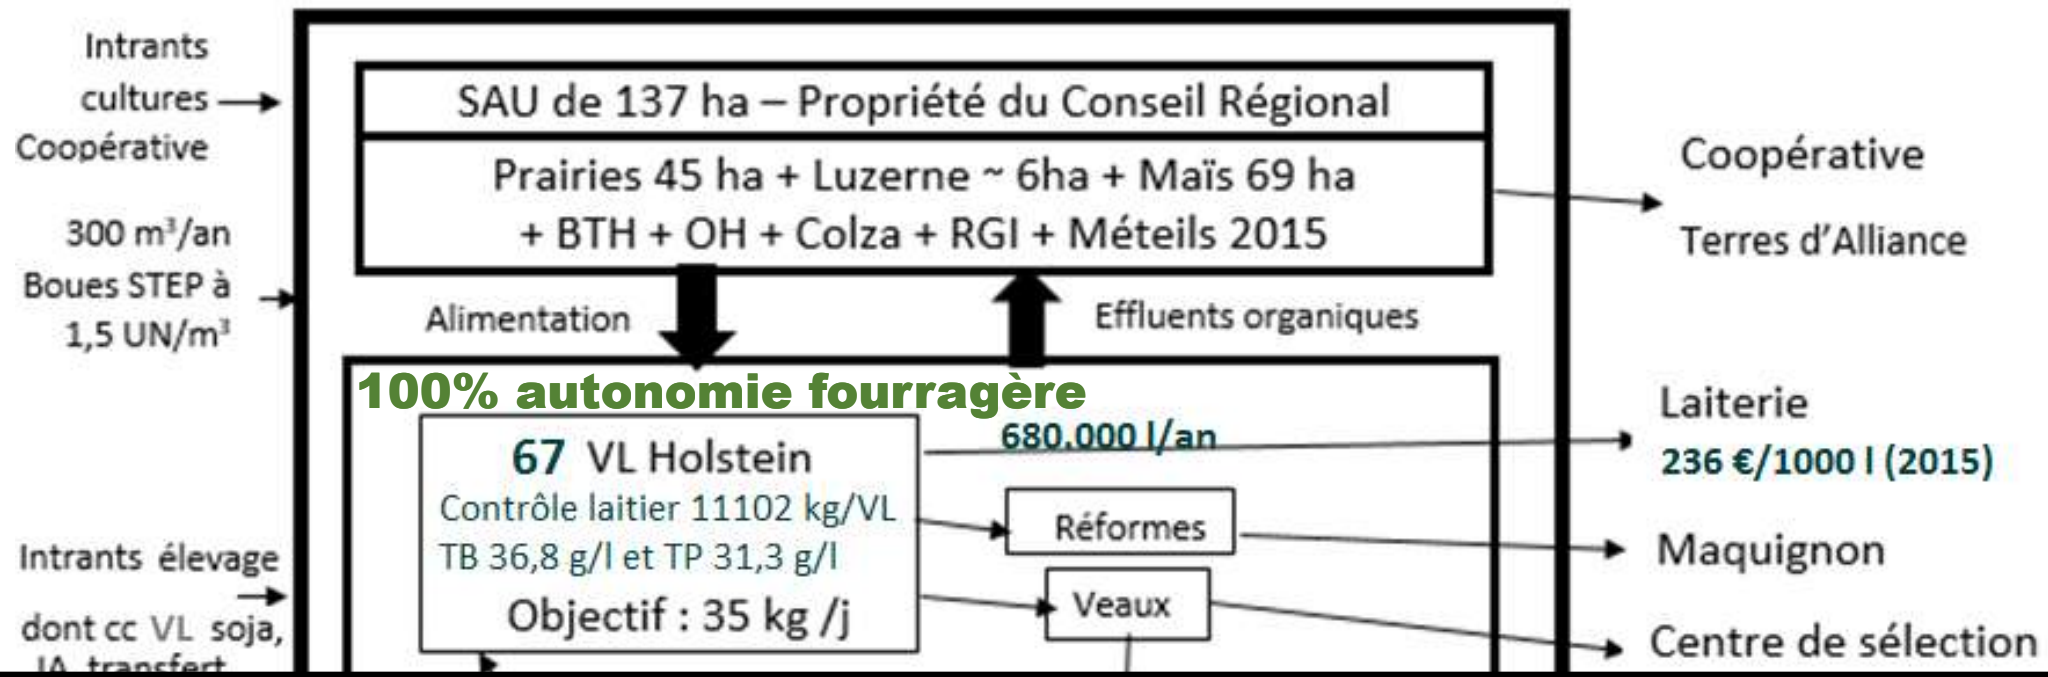 Intrants
cultures
Coopérative
300 m³/an
Boues STEP à
1,5 UN/m³
Intrants élevage
dont cc VL soja,
IA transfert
SAU de 137 ha – Propriété du Conseil Régional
Prairies 45 ha + Luzerne ~ 6ha + Maïs 69 ha
+ BTH + OH + Colza + RGI + Méteils 2015
Alimentation
Effluents organiques
100% autonomie fourragère
67 VL Holstein
Contrôle laitier 11102 kg/VL
TB 36,8 g/l et TP 31,3 g/l
Objectif : 35 kg /j
680.000 l/an
Réformes
Veaux
Coopérative
Terres d'Alliance
Laiterie
236 €/1000 l (2015)
Maquignon
Centre de sélection